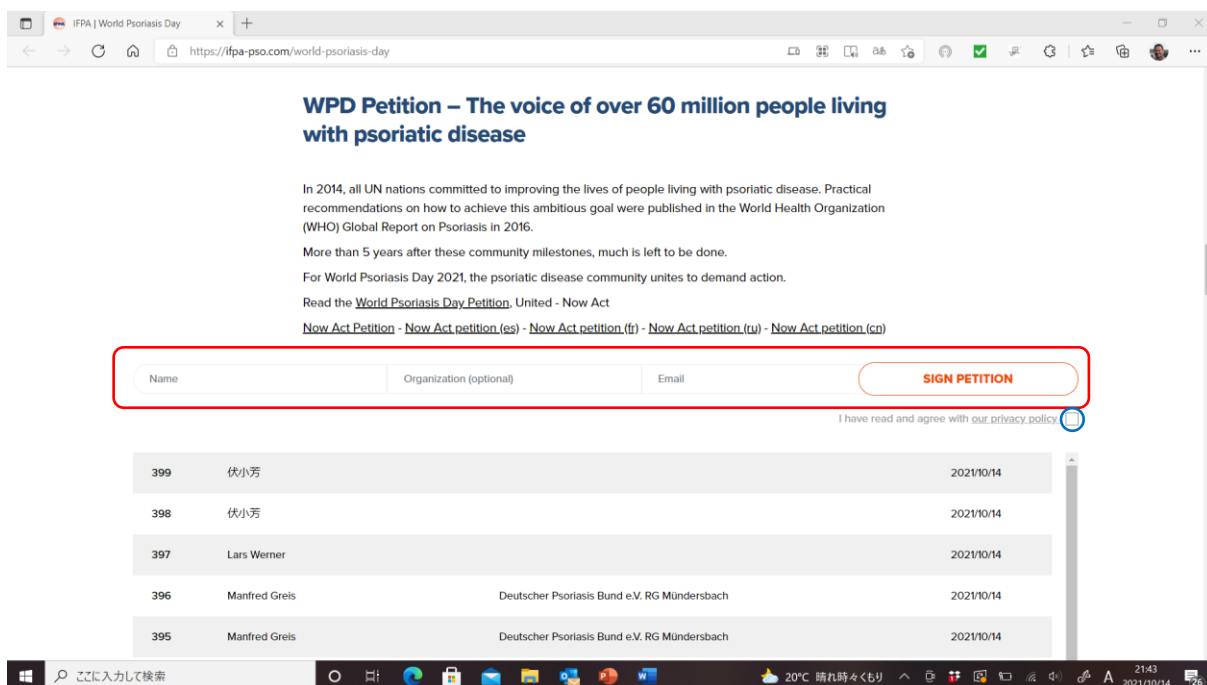 IFPA | World Psoriasis Day
https://ifpa-pso.com/world-psoriasis-day
WPD Petition – The voice of over 60 million people living
with psoriatic disease
In 2014, all UN nations committed to improving the lives of people living with psoriatic disease. Practical
recommendations on how to achieve this ambitious goal were published in the World Health Organization
(WHO) Global Report on Psoriasis in 2016.
More than 5 years after these community milestones, much is left to be done.
For World Psoriasis Day 2021, the psoriatic disease community unites to demand action.
Read the World Psoriasis Day Petition, United - Now Act
Now Act Petition - Now Act petition (es) - Now Act petition (fr) - Now Act petition (ru) - Now Act petition (cn)
Name Organization (optional) Email SIGN PETITION
I have read and agree with our privacy policy
399 伏小芳 2021/10/14
398 伏小芳 2021/10/14
397 Lars Werner 2021/10/14
396 Manfred Greis Deutscher Psoriasis Bund e.V. RG Mündersbach 2021/10/14
395 Manfred Greis Deutscher Psoriasis Bund e.V. RG Mündersbach 2021/10/14
ここに入力して検索 20°C 晴れ時々くもり A 21:43
2021/10/14